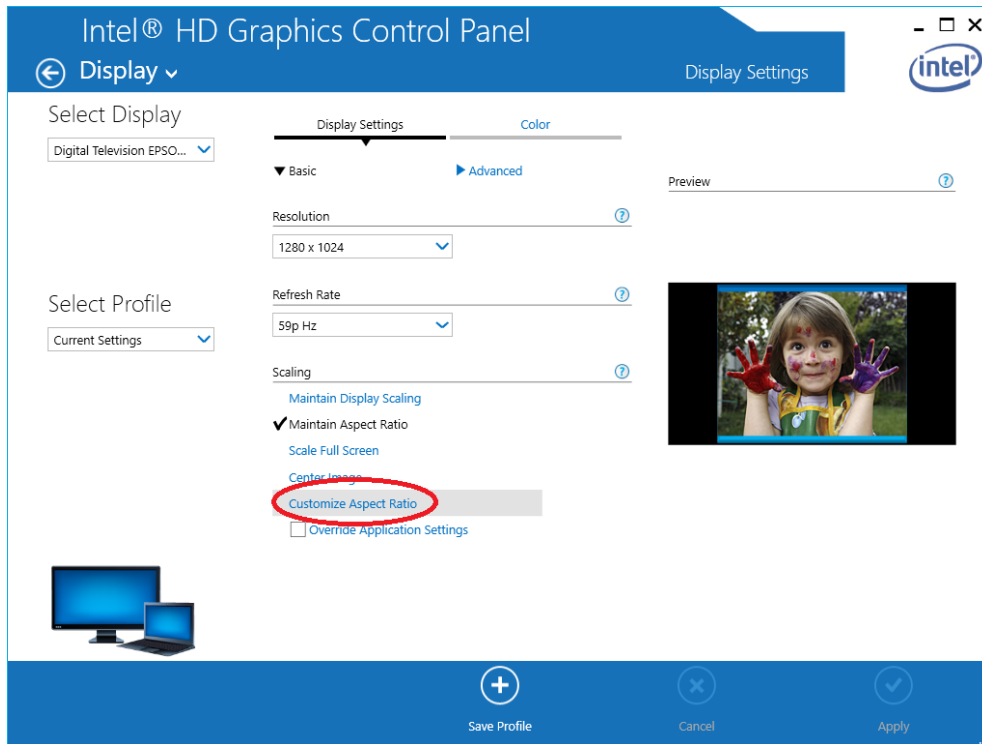 Intel® HD Graphics Control Panel
Display
Display Settings
intel
Select Display
Digital Television EPSO...
Display Settings
Color
Basic
Advanced
Preview
?
Resolution
?
1280 x 1024
Select Profile
Current Settings
Refresh Rate
?
59p Hz
Scaling
?
Maintain Display Scaling
Maintain Aspect Ratio
Scale Full Screen
Center Image
Customize Aspect Ratio
Override Application Settings
Save Profile
Cancel
Apply